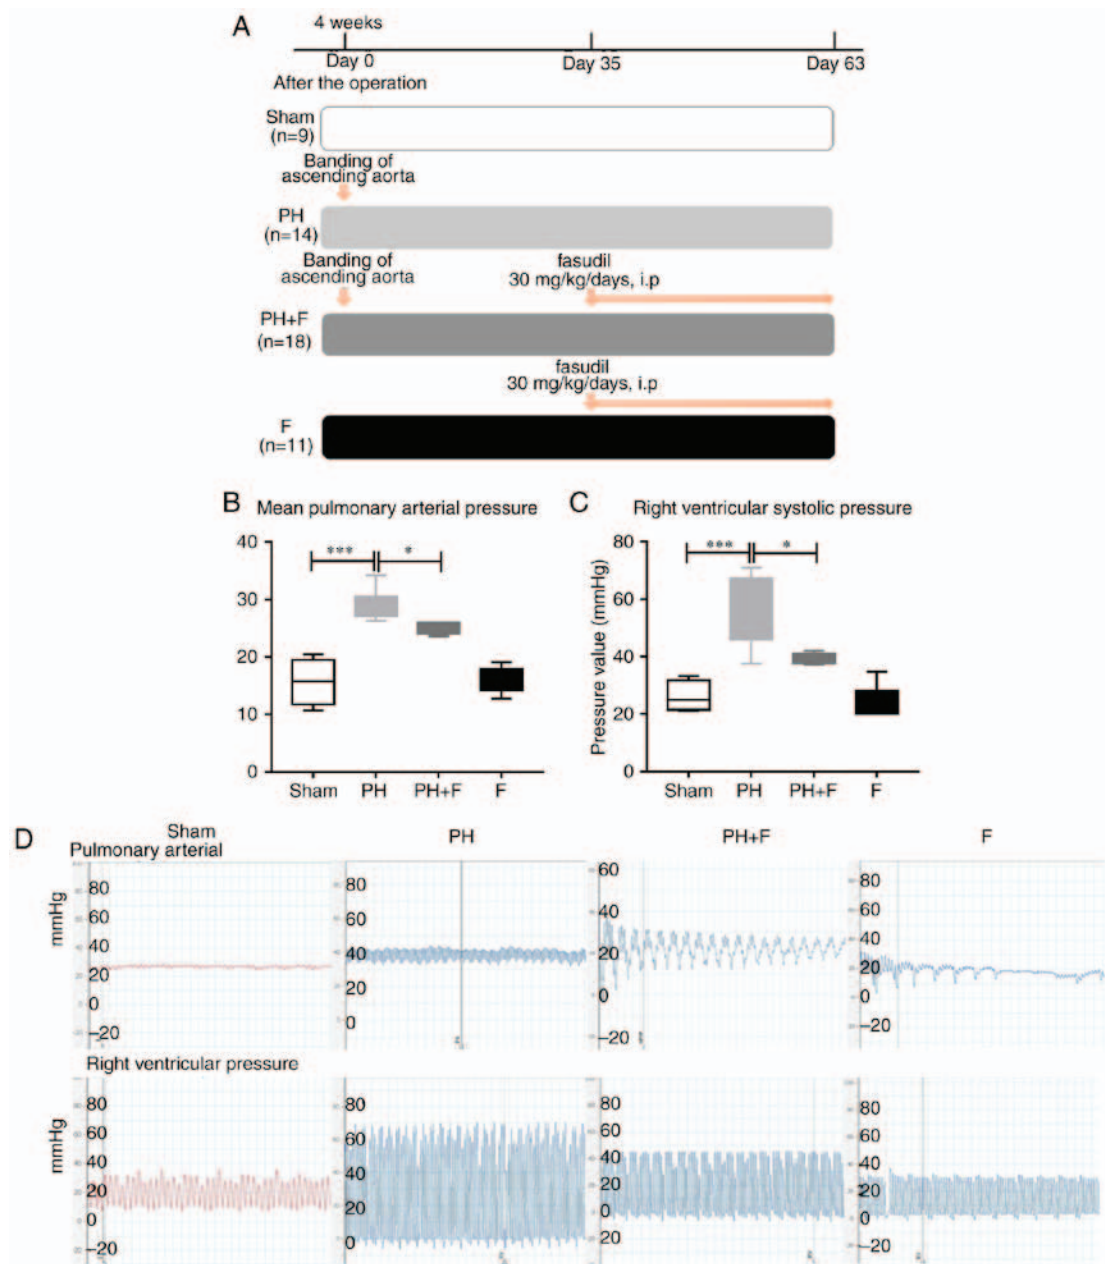 A
4 weeks
Day 0
Day 35
Day 63
After the operation
Sham
(n=9)
Banding of
ascending aorta
PH
(n=14)
Banding of
ascending aorta
fasudil
30 mg/kg/days, i.p
PH+F
(n=18)
fasudil
30 mg/kg/days, i.p
F
(n=11)
B
Mean pulmonary arterial pressure
40
30
20
10
0
***
*
Sham
PH
PH+F
F
C
Right ventricular systolic pressure
Pressure value (mmHg)
80
60
40
20
0
***
*
Sham
PH
PH+F
F
D
Sham
PH
PH+F
F
Pulmonary arterial
mmHg
80
60
40
20
0
−20
80
60
40
20
0
60
40
20
0
−20
80
60
40
20
0
−20
Right ventricular pressure
mmHg
80
60
40
20
0
−20
80
60
40
20
0
80
60
40
20
0
−20
80
60
40
20
0
−20